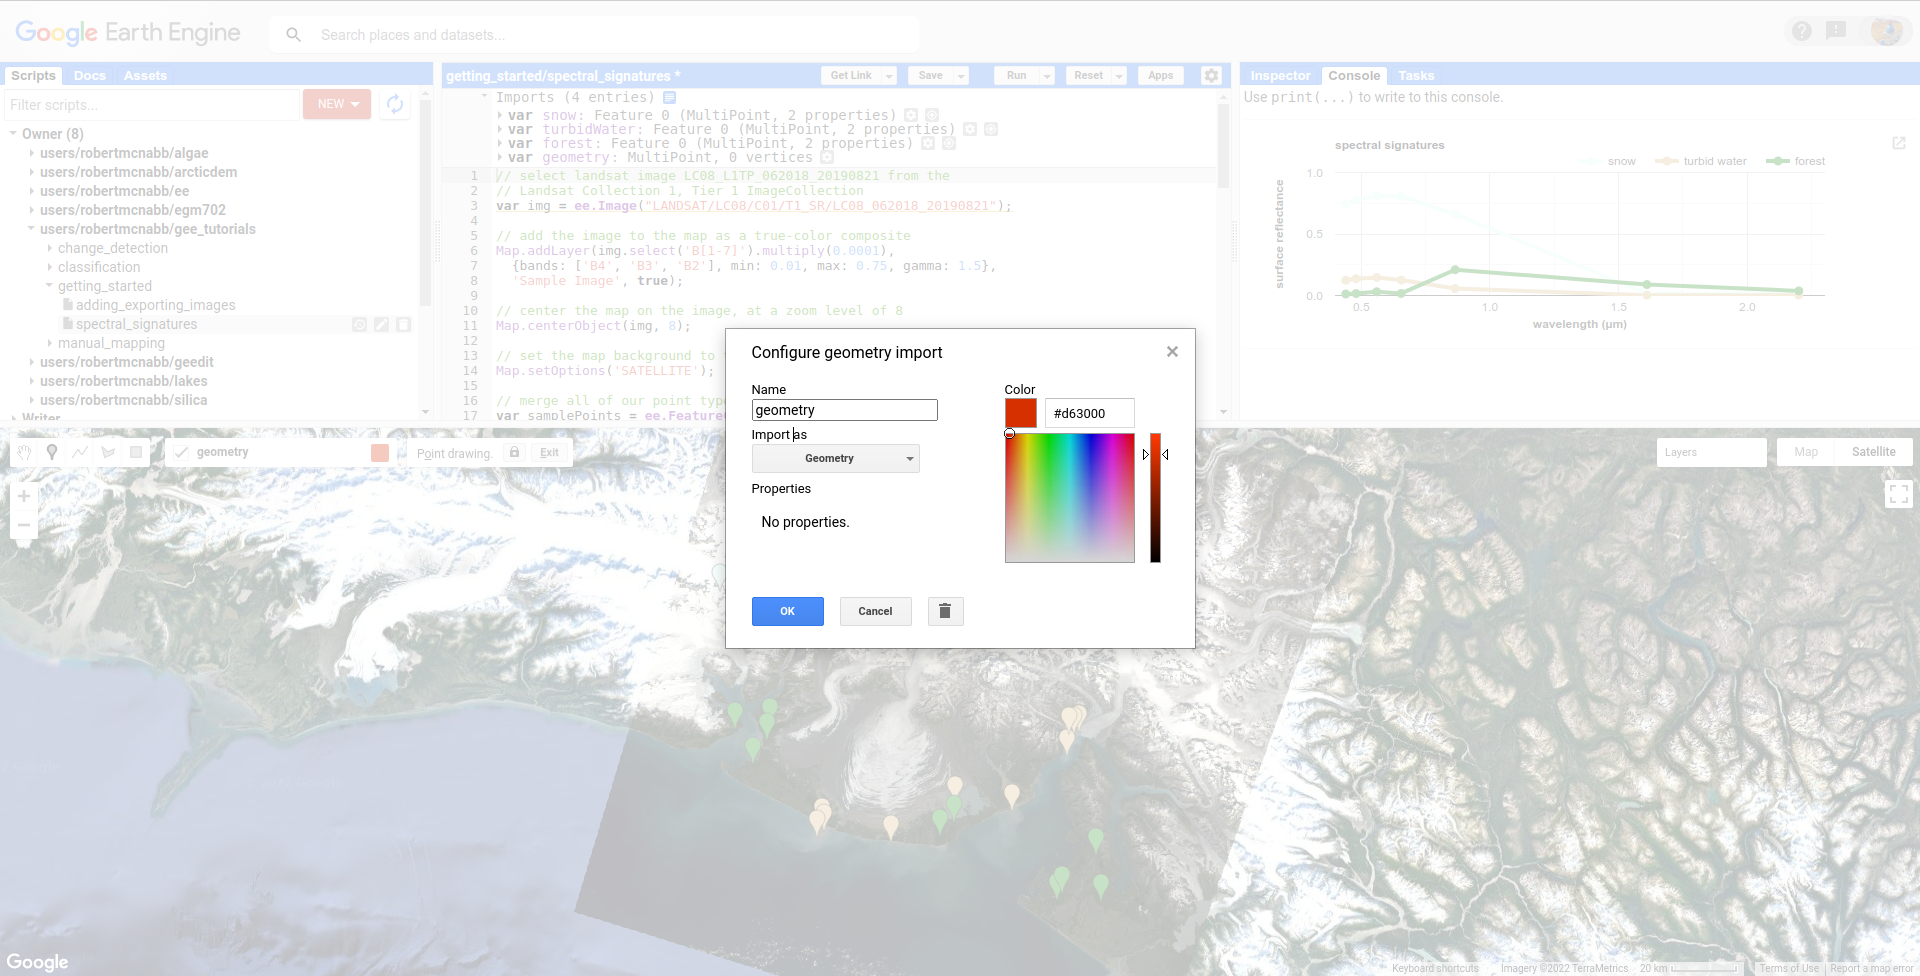 Google Earth Engine
Search places and datasets...
Scripts Docs Assets
Filter scripts...
NEW
Owner (8)
users/robertmcnabb/algae
users/robertmcnabb/arcticdem
users/robertmcnabb/ee
users/robertmcnabb/egm702
users/robertmcnabb/gee_tutorials
change_detection
classification
getting_started
adding_exporting_images
spectral_signatures
manual_mapping
users/robertmcnabb/geedit
users/robertmcnabb/lakes
users/robertmcnabb/silica
Writer
getting_started/spectral_signatures *
Get Link Save Run Reset Apps
Imports (4 entries)
var snow: Feature 0 (MultiPoint, 2 properties)
var turbidWater: Feature 0 (MultiPoint, 2 properties)
var forest: Feature 0 (MultiPoint, 2 properties)
var geometry: MultiPoint, 0 vertices
1 // select landsat image LC08_L1TP_062018_20190821 from the
2 // Landsat Collection 1, Tier 1 ImageCollection
3 var img = ee.Image("LANDSAT/LC08/C01/T1_SR/LC08_062018_20190821");
4
5 // add the image to the map as a true-color composite
6 Map.addLayer(img.select('B[1-7]').multiply(0.0001),
7 {bands: ['B4', 'B3', 'B2'], min: 0.01, max: 0.75, gamma: 1.5},
8 'Sample Image', true);
9
10 // center the map on the image, at a zoom level of 8
11 Map.centerObject(img, 8);
12
13 // set the map background to
14 Map.setOptions('SATELLITE');
15
16 // merge all of our point typ
17 var samplePoints = ee.Feature
Inspector Console Tasks
Use print(...) to write to this console.
spectral signatures
snow turbid water forest
surface reflectance
1.0
0.5
0.0
0.5 1.0 1.5 2.0
wavelength (μm)
Configure geometry import
Name
geometry
Import as
Geometry
Properties
No properties.
Color
#d63000
OK Cancel
geometry
Point drawing. Exit
Layers
Map Satellite
Google
Keyboard shortcuts Imagery ©2022 TerraMetrics 20 km Terms of Use Report a map error